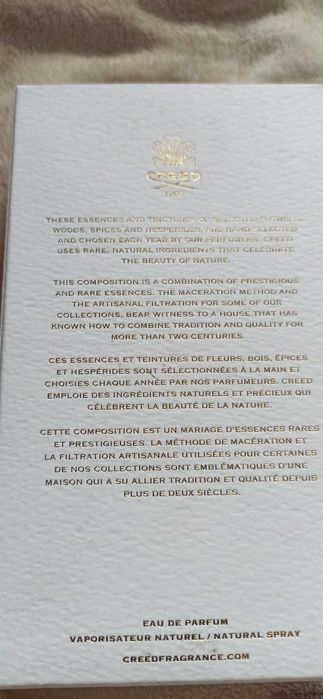 CREED
1760
THESE ESSENCES AND TINCTURES OF SELECTED FLOWERS,
WOODS, SPICES AND HESPERIDIUMS, ARE HAND SELECTED
AND CHOSEN EACH YEAR BY OUR PERFUMERS. CREED
USES RARE, NATURAL INGREDIENTS THAT CELEBRATE
THE BEAUTY OF NATURE.
THIS COMPOSITION IS A COMBINATION OF PRESTIGIOUS
AND RARE ESSENCES. THE MACERATION METHOD AND
THE ARTISANAL FILTRATION FOR SOME OF OUR
COLLECTIONS, BEAR WITNESS TO A HOUSE THAT HAS
KNOWN HOW TO COMBINE TRADITION AND QUALITY FOR
MORE THAN TWO CENTURIES.
CES ESSENCES ET TEINTURES DE FLEURS, BOIS, ÉPICES
ET HESPÉRIDES SONT SÉLECTIONNÉES À LA MAIN ET
CHOISIES CHAQUE ANNÉE PAR NOS PARFUMEURS. CREED
EMPLOIE DES INGRÉDIENTS NATURELS ET PRÉCIEUX QUI
CÉLÈBRENT LA BEAUTÉ DE LA NATURE.
CETTE COMPOSITION EST UN MARIAGE D'ESSENCES RARES
ET PRESTIGIEUSES. LA MÉTHODE DE MACÉRATION ET
LA FILTRATION ARTISANALE UTILISÉES POUR CERTAINES
DE NOS COLLECTIONS SONT EMBLÉMATIQUES D'UNE
MAISON QUI A SU ALLIER TRADITION ET QUALITÉ DEPUIS
PLUS DE DEUX SIÈCLES.
EAU DE PARFUM
VAPORISATEUR NATUREL / NATURAL SPRAY
CREEDFRAGRANCE.COM